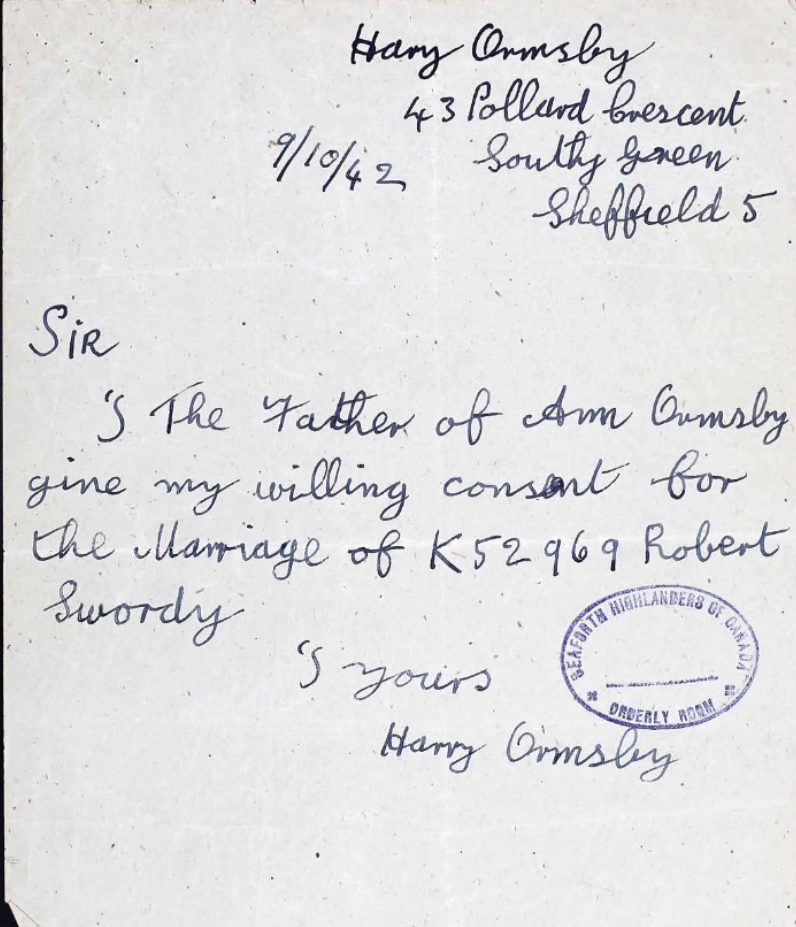 Harry Ormsby
43 Pollard Crescent
9/10/42 Southy Green
Sheffield 5
Sir
I The Father of Ann Ormsby
give my willing consent for
the Marriage of K52969 Robert
Swordy
I yours
Harry Ormsby
SEAFORTH HIGHLANDERS OF CANADA
ORDERLY ROOM